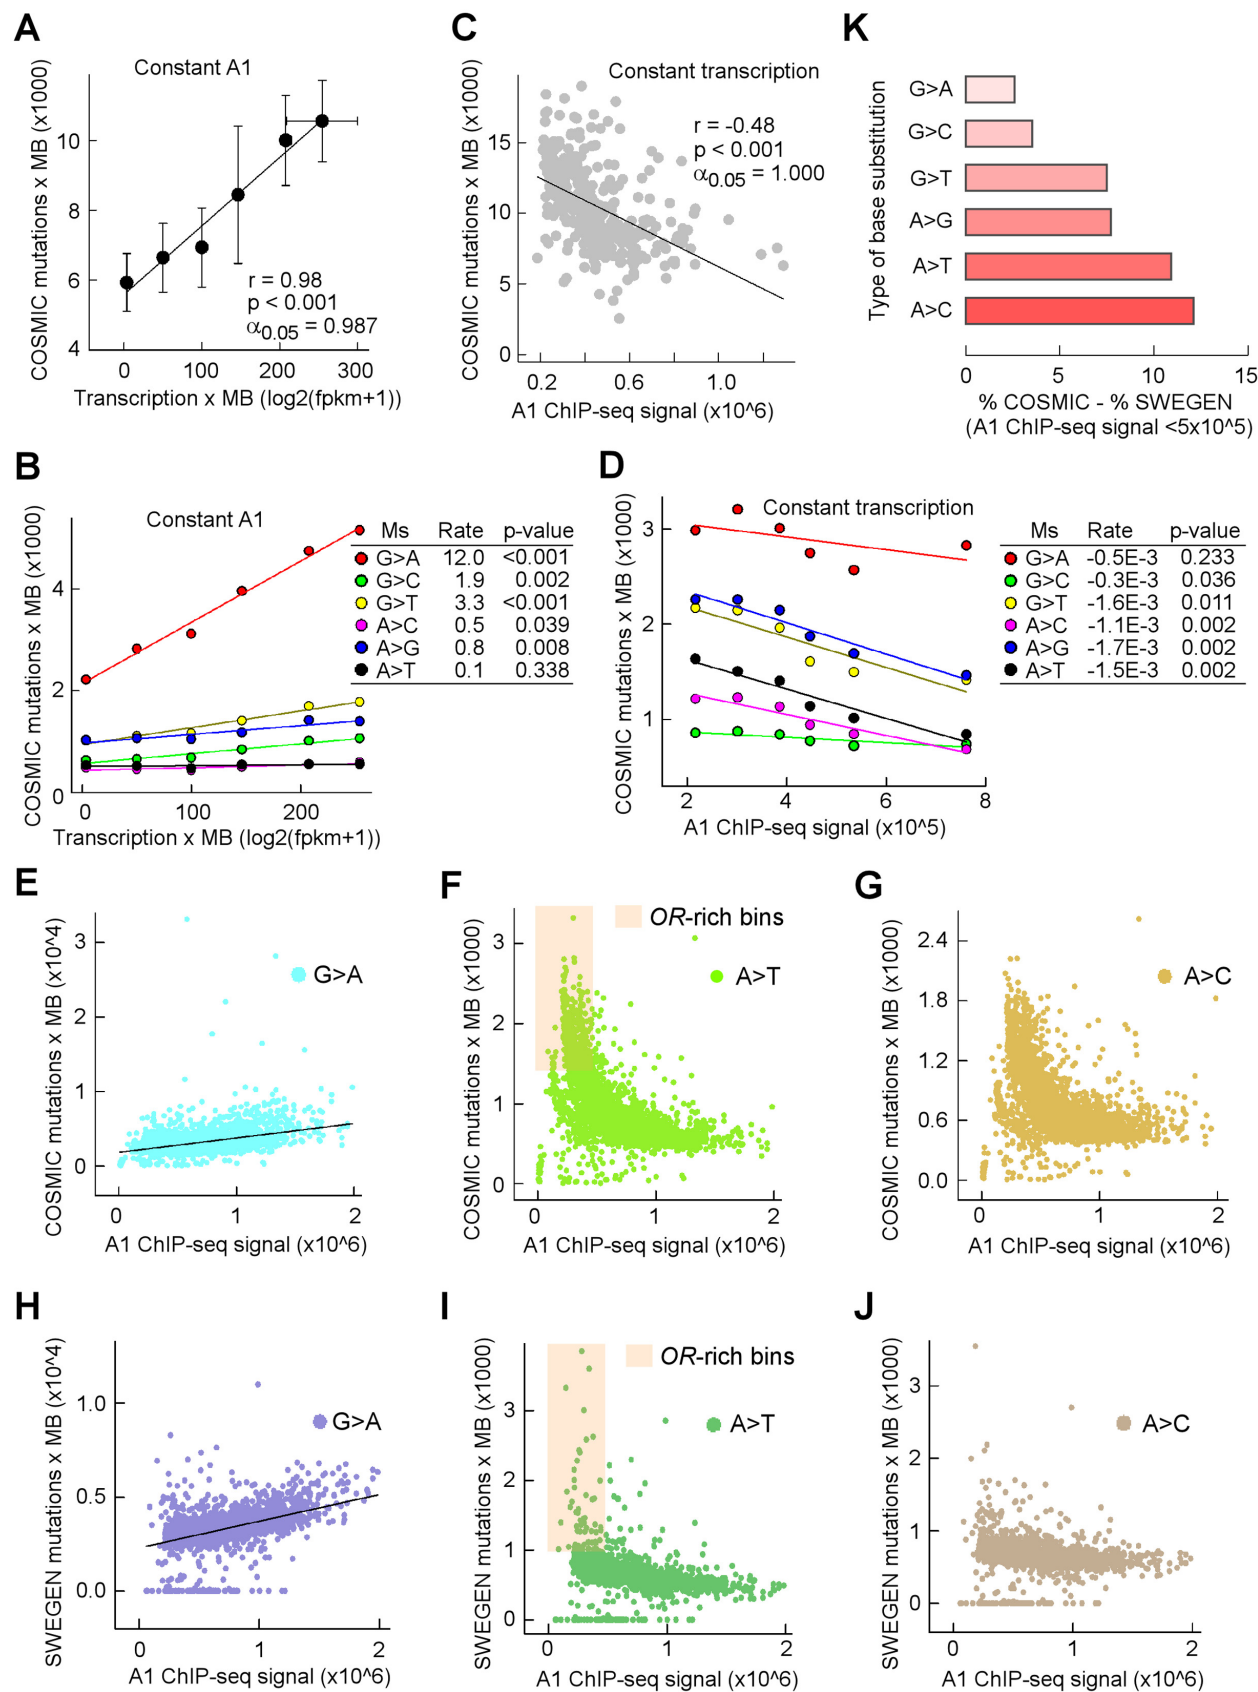 A
Constant A1
COSMIC mutations x MB (x1000)
10
8
6
4
r = 0.98
p < 0.001
α0.05 = 0.987
0 100 200 300
Transcription x MB (log2(fpkm+1))
C
Constant transcription
COSMIC mutations x MB (x1000)
15
10
5
0
r = -0.48
p < 0.001
α0.05 = 1.000
0.2 0.6 1.0
A1 ChIP-seq signal (x10^6)
K
Type of base substitution
G>A
G>C
G>T
A>G
A>T
A>C
0 5 10 15
% COSMIC - % SWEGEN
(A1 ChIP-seq signal <5x10^5)
B
Constant A1
COSMIC mutations x MB (x1000)
4
2
0
0 100 200
Transcription x MB (log2(fpkm+1))
Ms Rate p-value
G>A 12.0 <0.001
G>C 1.9 0.002
G>T 3.3 <0.001
A>C 0.5 0.039
A>G 0.8 0.008
A>T 0.1 0.338
D
Constant transcription
COSMIC mutations x MB (x1000)
3
2
1
2 4 6 8
A1 ChIP-seq signal (x10^5)
Ms Rate p-value
G>A -0.5E-3 0.233
G>C -0.3E-3 0.036
G>T -1.6E-3 0.011
A>C -1.1E-3 0.002
A>G -1.7E-3 0.002
A>T -1.5E-3 0.002
E
COSMIC mutations x MB (x10^4)
3
2
1
0
G>A
0 1 2
A1 ChIP-seq signal (x10^6)
F
OR-rich bins
COSMIC mutations x MB (x1000)
3
2
1
0
A>T
0 1 2
A1 ChIP-seq signal (x10^6)
G
COSMIC mutations x MB (x1000)
2.4
1.8
1.2
0.6
0.0
A>C
0 1 2
A1 ChIP-seq signal (x10^6)
H
SWEGEN mutations x MB (x10^4)
1.0
0.5
0.0
G>A
0 1 2
A1 ChIP-seq signal (x10^6)
I
OR-rich bins
SWEGEN mutations x MB (x1000)
3
2
1
0
A>T
0 1 2
A1 ChIP-seq signal (x10^6)
J
SWEGEN mutations x MB (x1000)
3
2
1
0
A>C
0 1 2
A1 ChIP-seq signal (x10^6)